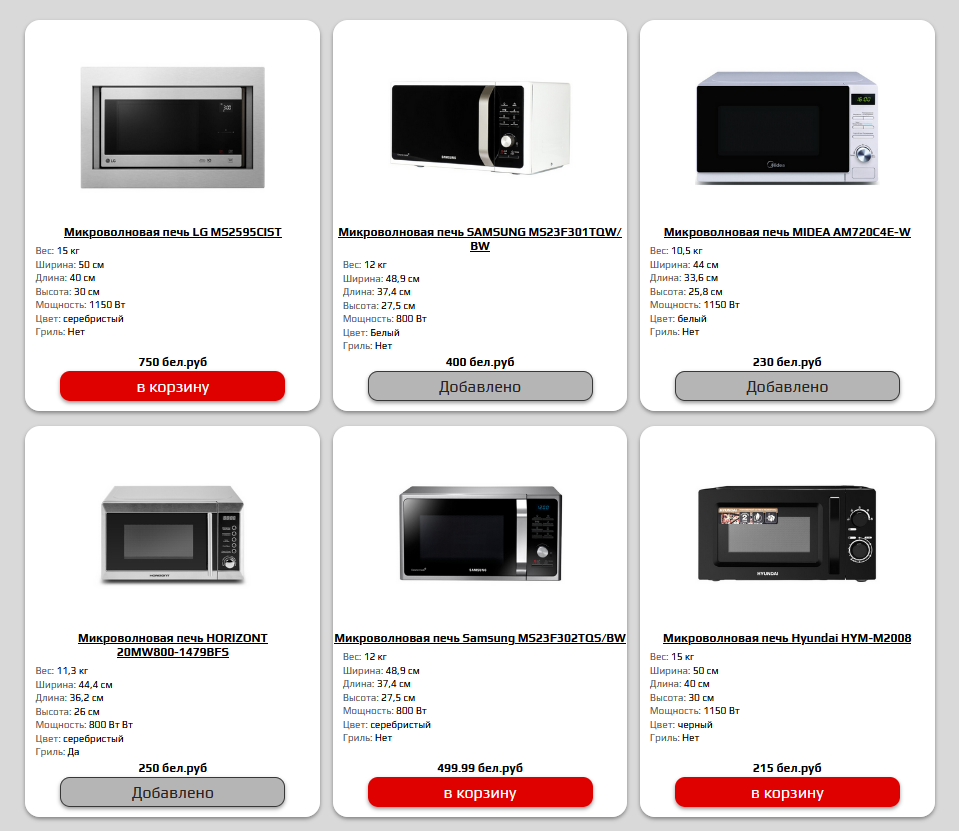 LG
SAMSUNG
16:00
Midea
Микроволновая печь LG MS2595CIST
Вес: 15 кг
Ширина: 50 см
Длина: 40 см
Высота: 30 см
Мощность: 1150 Вт
Цвет: серебристый
Гриль: Нет
750 бел.руб
в корзину
Микроволновая печь SAMSUNG MS23F301TQW/
BW
Вес: 12 кг
Ширина: 48,9 см
Длина: 37,4 см
Высота: 27,5 см
Мощность: 800 Вт
Цвет: Белый
Гриль: Нет
400 бел.руб
Добавлено
Микроволновая печь MIDEA AM720C4E-W
Вес: 10,5 кг
Ширина: 44 см
Длина: 33,6 см
Высота: 25,8 см
Мощность: 1150 Вт
Цвет: белый
Гриль: Нет
230 бел.руб
Добавлено
HORIZONT
SAMSUNG
HYUNDAI
Микроволновая печь HORIZONT
20MW800-1479BFS
Вес: 11,3 кг
Ширина: 44,4 см
Длина: 36,2 см
Высота: 26 см
Мощность: 800 Вт Вт
Цвет: серебристый
Гриль: Да
250 бел.руб
Добавлено
Микроволновая печь Samsung MS23F302TQS/BW
Вес: 12 кг
Ширина: 48,9 см
Длина: 37,4 см
Высота: 27,5 см
Мощность: 800 Вт
Цвет: серебристый
Гриль: Нет
499.99 бел.руб
в корзину
Микроволновая печь Hyundai HYM-M2008
Вес: 15 кг
Ширина: 50 см
Длина: 40 см
Высота: 30 см
Мощность: 1150 Вт
Цвет: черный
Гриль: Нет
215 бел.руб
в корзину